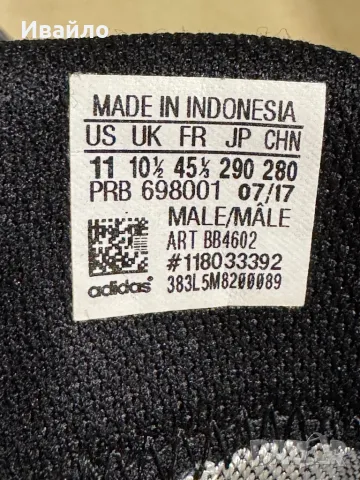 Ивайло
MADE IN INDONESIA
US UK FR JP CHN
11 10½ 45⅓ 290 280
PRB 698001 07/17
MALE/MÂLE
ART BB4602
#118033392
adidas 383L5M8200089